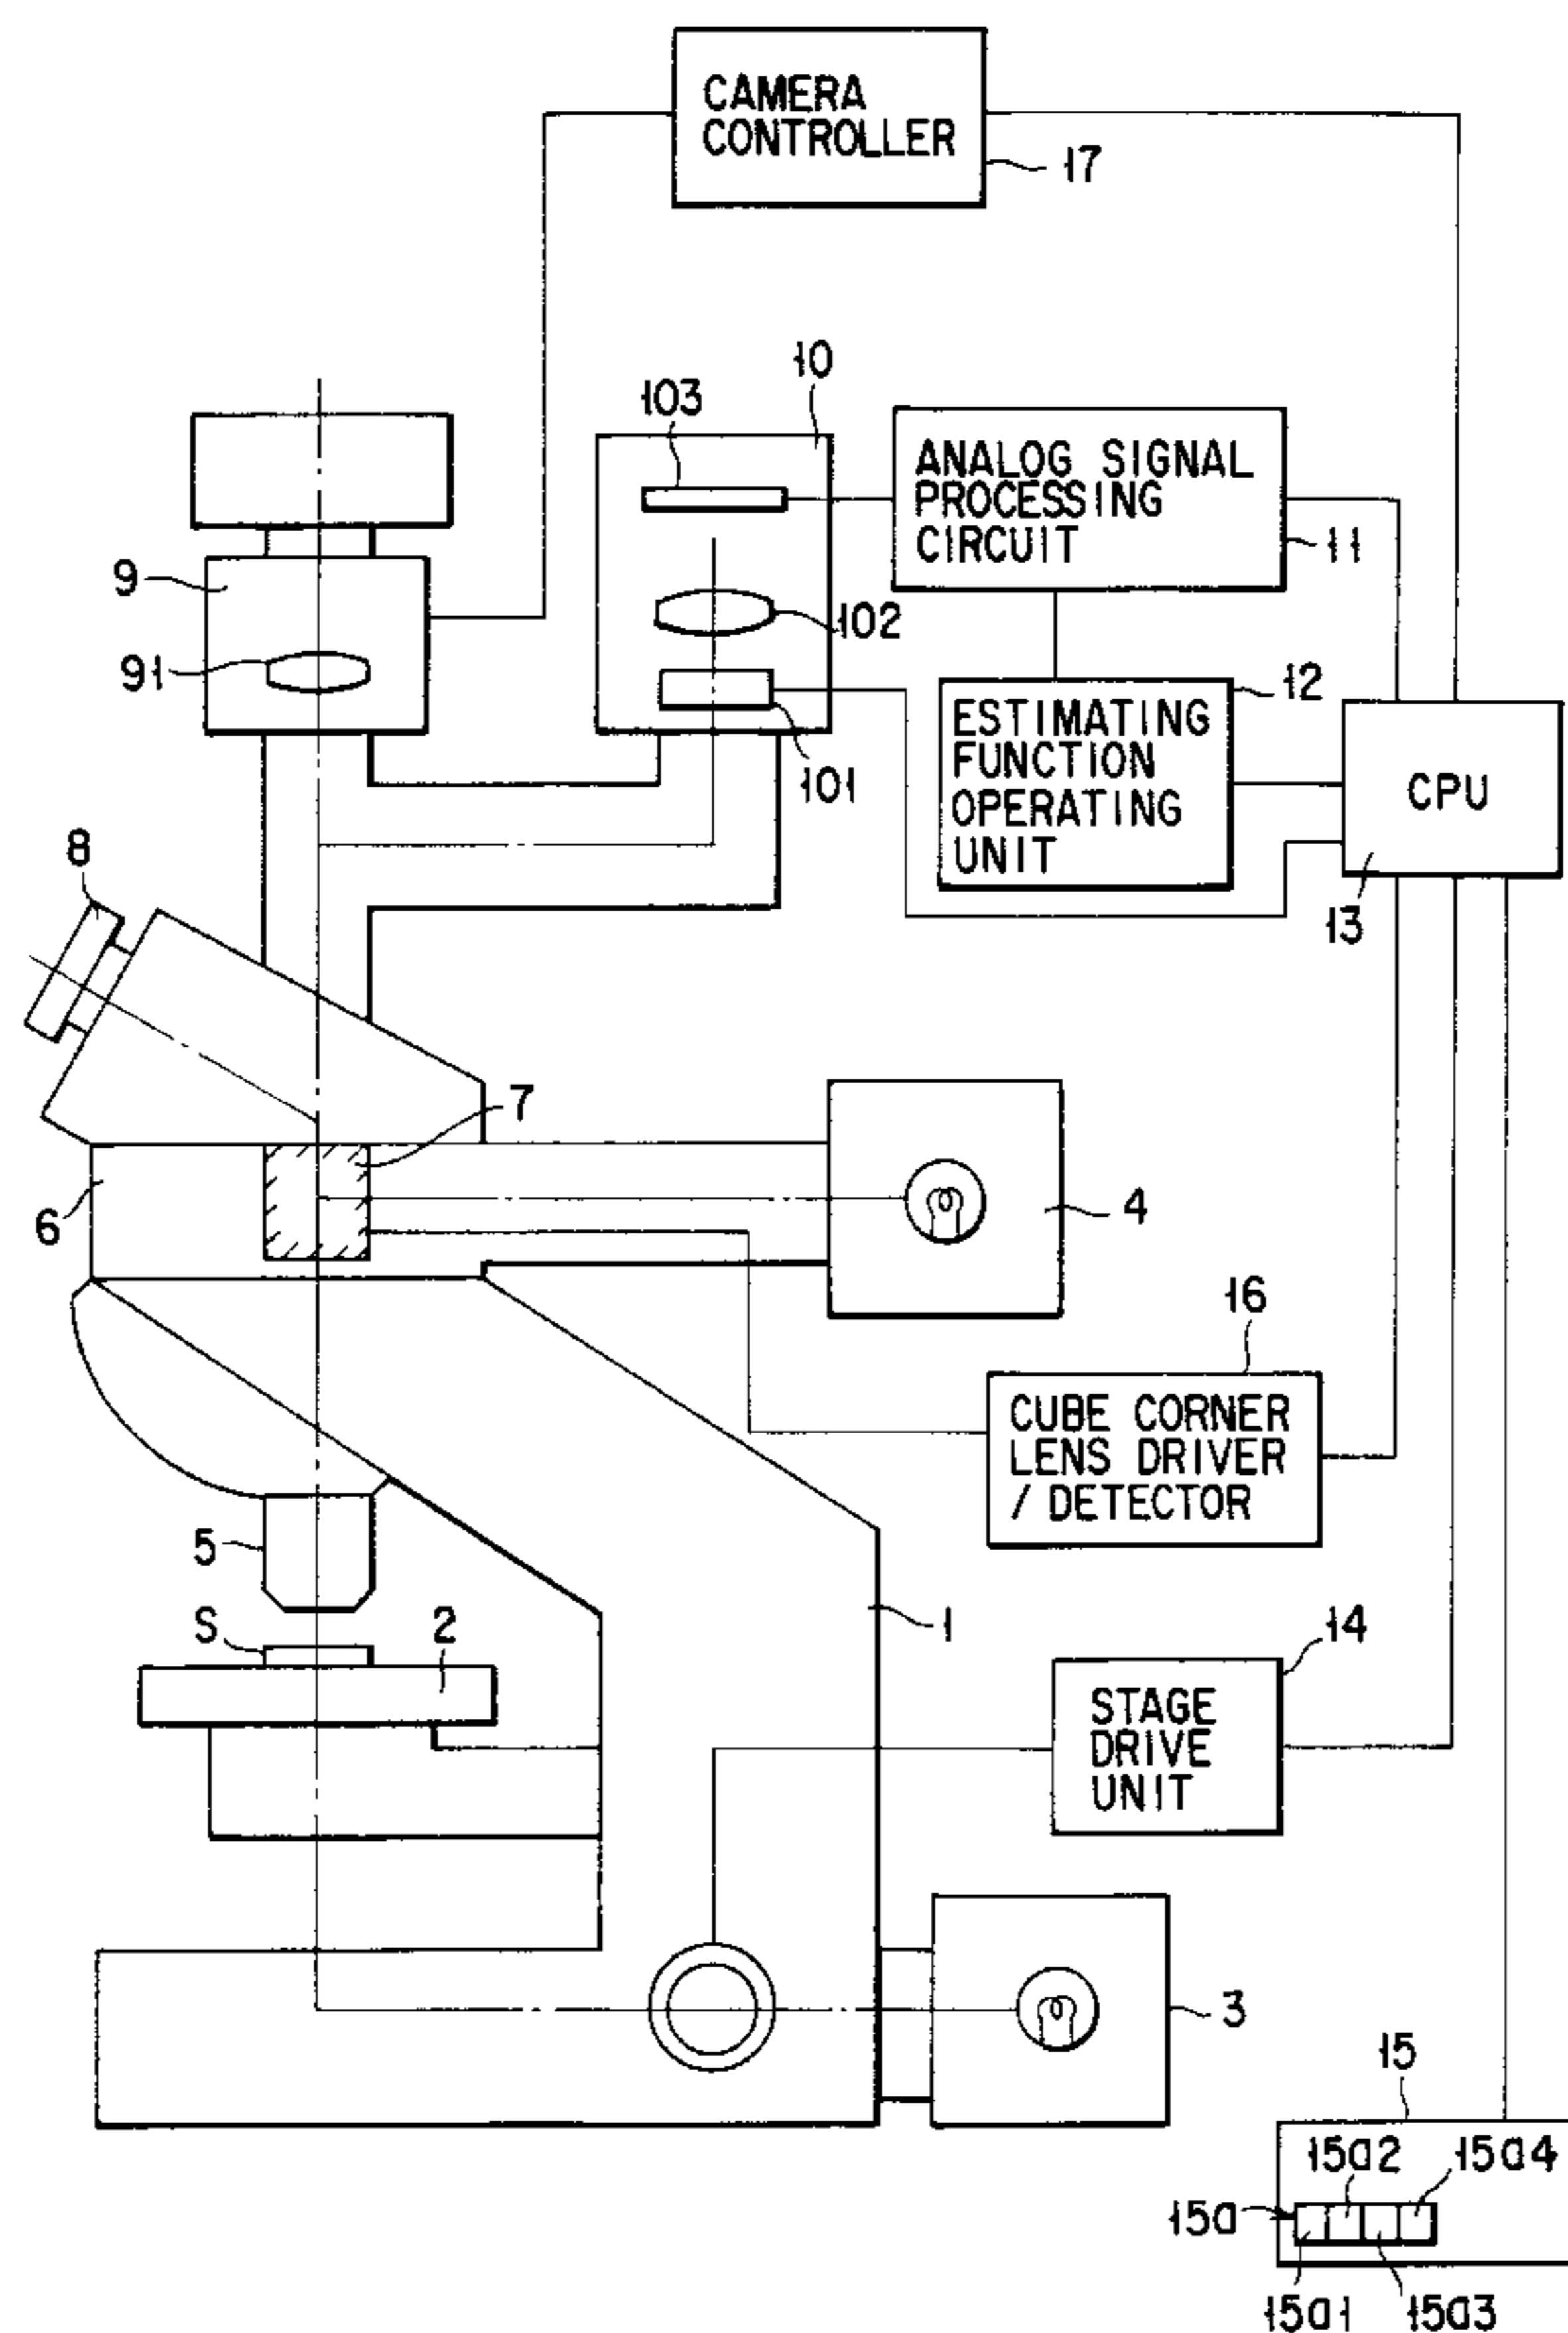 CAMERA
CONTROLLER
17
10
103
ANALOG SIGNAL
PROCESSING
CIRCUIT
11
9
102
91
12
ESTIMATING
FUNCTION
OPERATING
UNIT
101
CPU
8
13
7
4
6
16
CUBE CORNER
LENS DRIVER
/ DETECTOR
5
S
2
1
14
STAGE
DRIVE
UNIT
3
15
15a2
15a4
15a
15a1
15a3